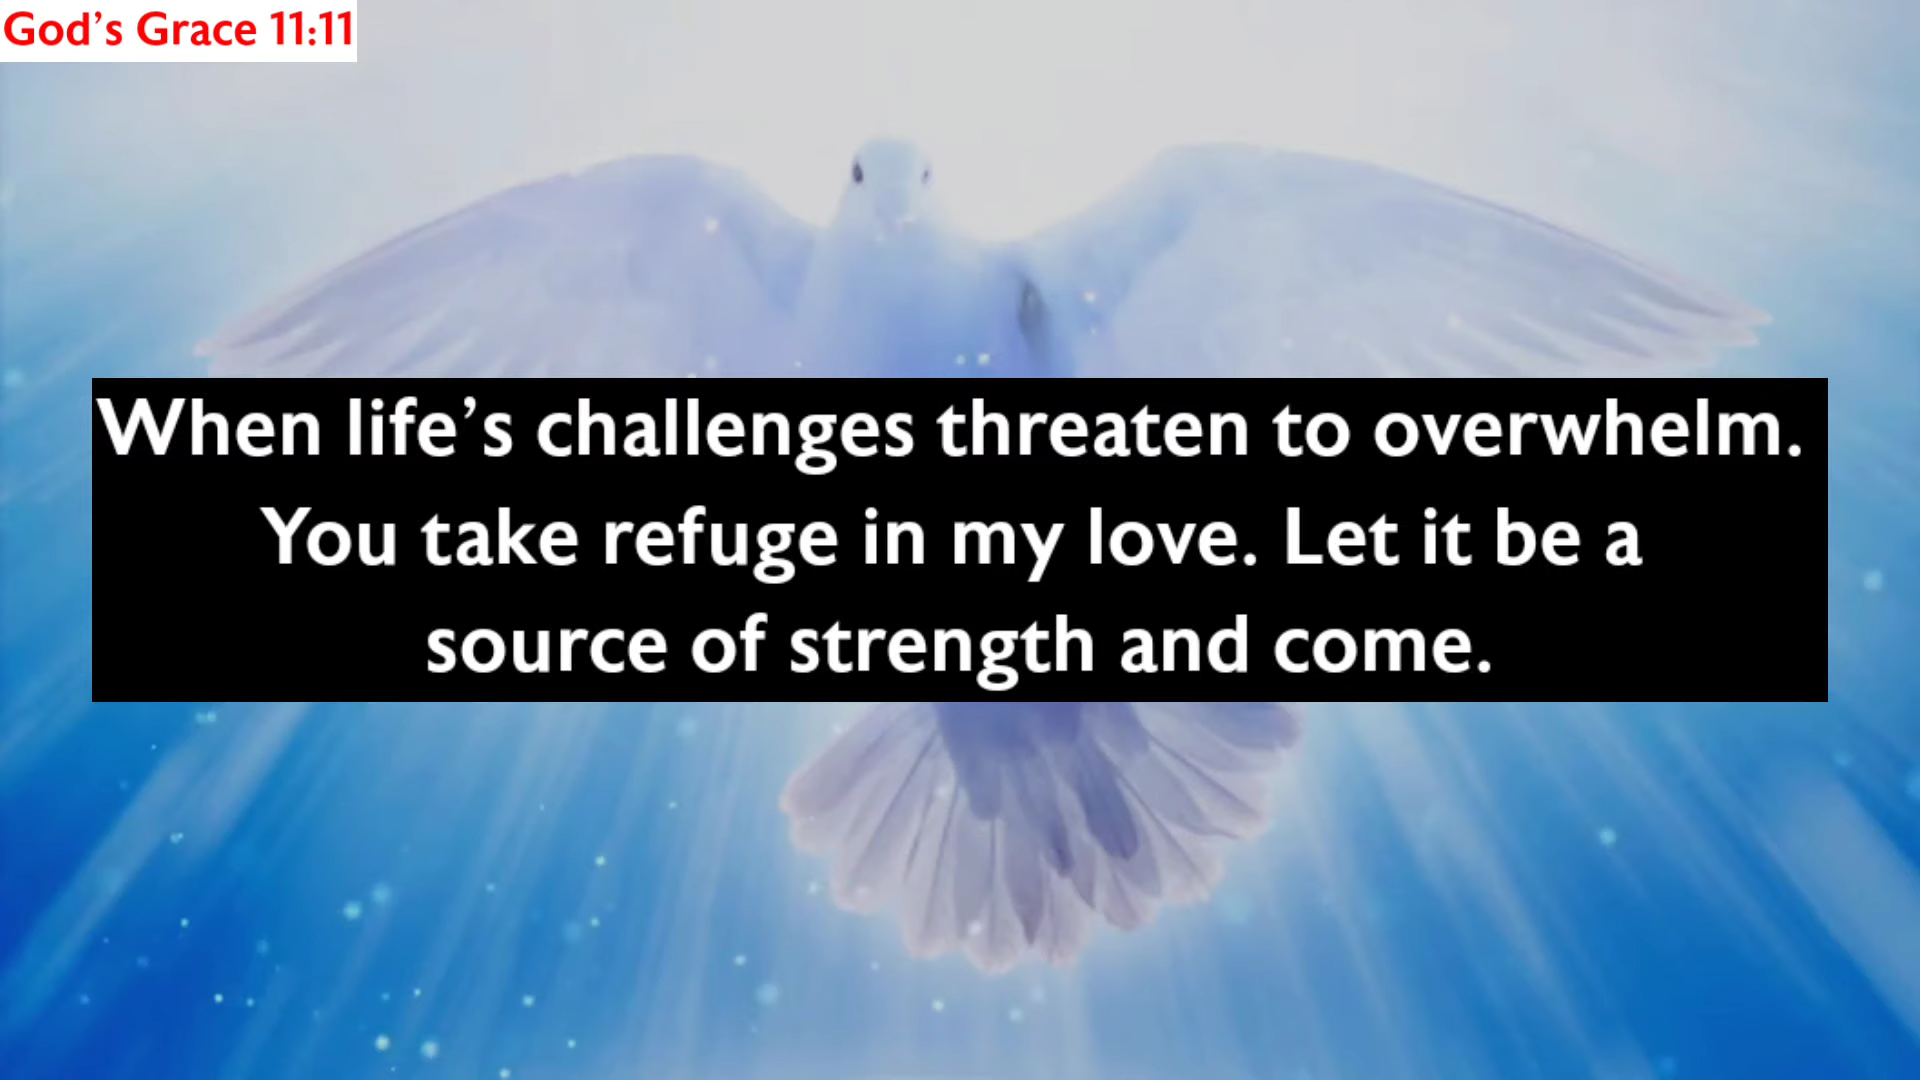 God’s Grace 11:11
When life’s challenges threaten to overwhelm.
You take refuge in my love. Let it be a
source of strength and come.